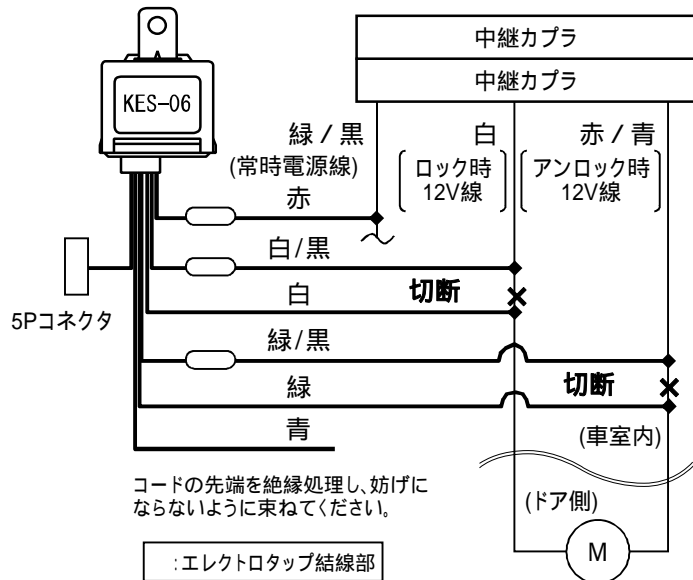 中継カプラ
中継カプラ
KES-06
緑/黒
(常時電源線)
白
ロック時
12V線
赤/青
アンロック時
12V線
赤
白/黒
白
切断
5Pコネクタ
緑/黒
緑
切断
青
(車室内)
コードの先端を絶縁処理し、妨げに
ならないように束ねてください。
(ドア側)
M
:エレクトロタップ結線部